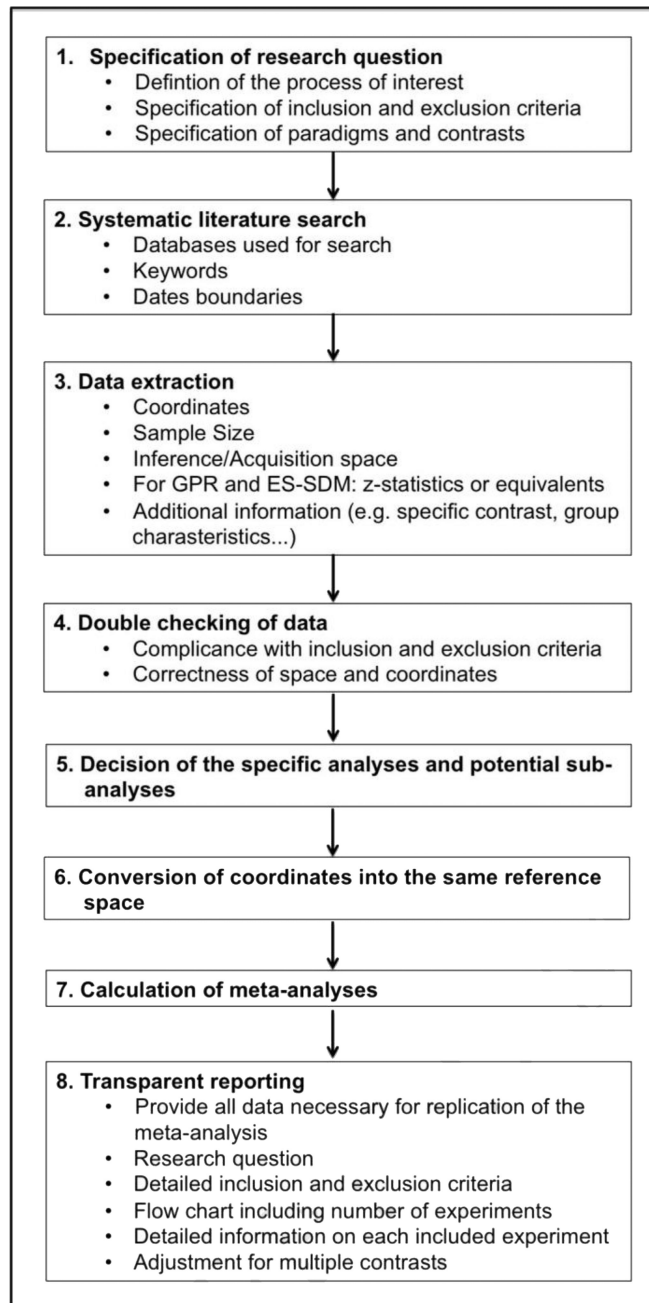 1. Specification of research question
• Defintion of the process of interest
• Specification of inclusion and exclusion criteria
• Specification of paradigms and contrasts
2. Systematic literature search
• Databases used for search
• Keywords
• Dates boundaries
3. Data extraction
• Coordinates
• Sample Size
• Inference/Acquisition space
• For GPR and ES-SDM: z-statistics or equivalents
• Additional information (e.g. specific contrast, group
charasteristics...)
4. Double checking of data
• Complicance with inclusion and exclusion criteria
• Correctness of space and coordinates
5. Decision of the specific analyses and potential sub-
analyses
6. Conversion of coordinates into the same reference
space
7. Calculation of meta-analyses
8. Transparent reporting
• Provide all data necessary for replication of the
meta-analysis
• Research question
• Detailed inclusion and exclusion criteria
• Flow chart including number of experiments
• Detailed information on each included experiment
• Adjustment for multiple contrasts